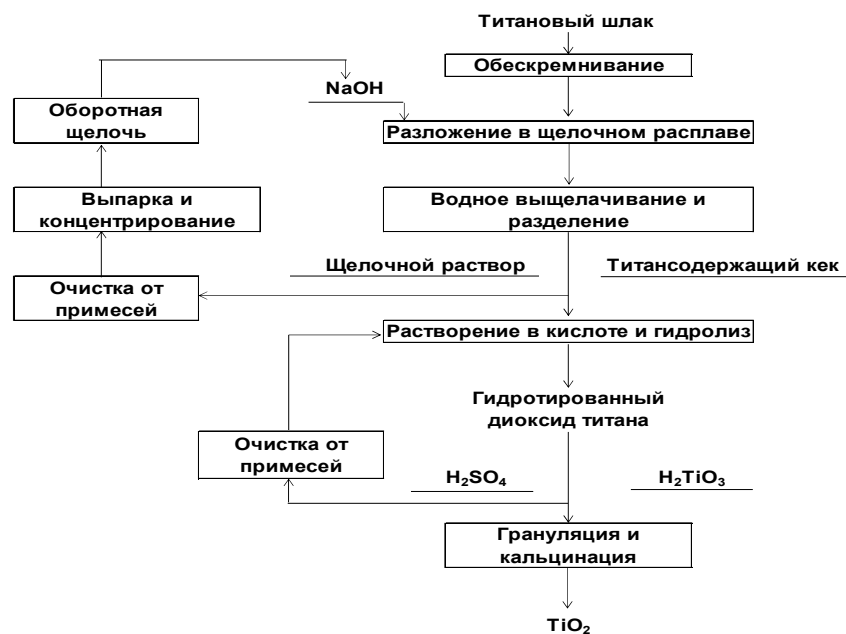 Титановый шлак
Обескремнивание
NaOH
Оборотная
щелочь
Разложение в щелочном расплаве
Выпарка и
концентрирование
Водное выщелачивание и
разделение
Щелочной раствор
Титансодержащий кек
Очистка от
примесей
Растворение в кислоте и гидролиз
Гидротированный
диоксид титана
Очистка от
примесей
H₂SO₄
H₂TiO₃
Грануляция и
кальцинация
TiO₂